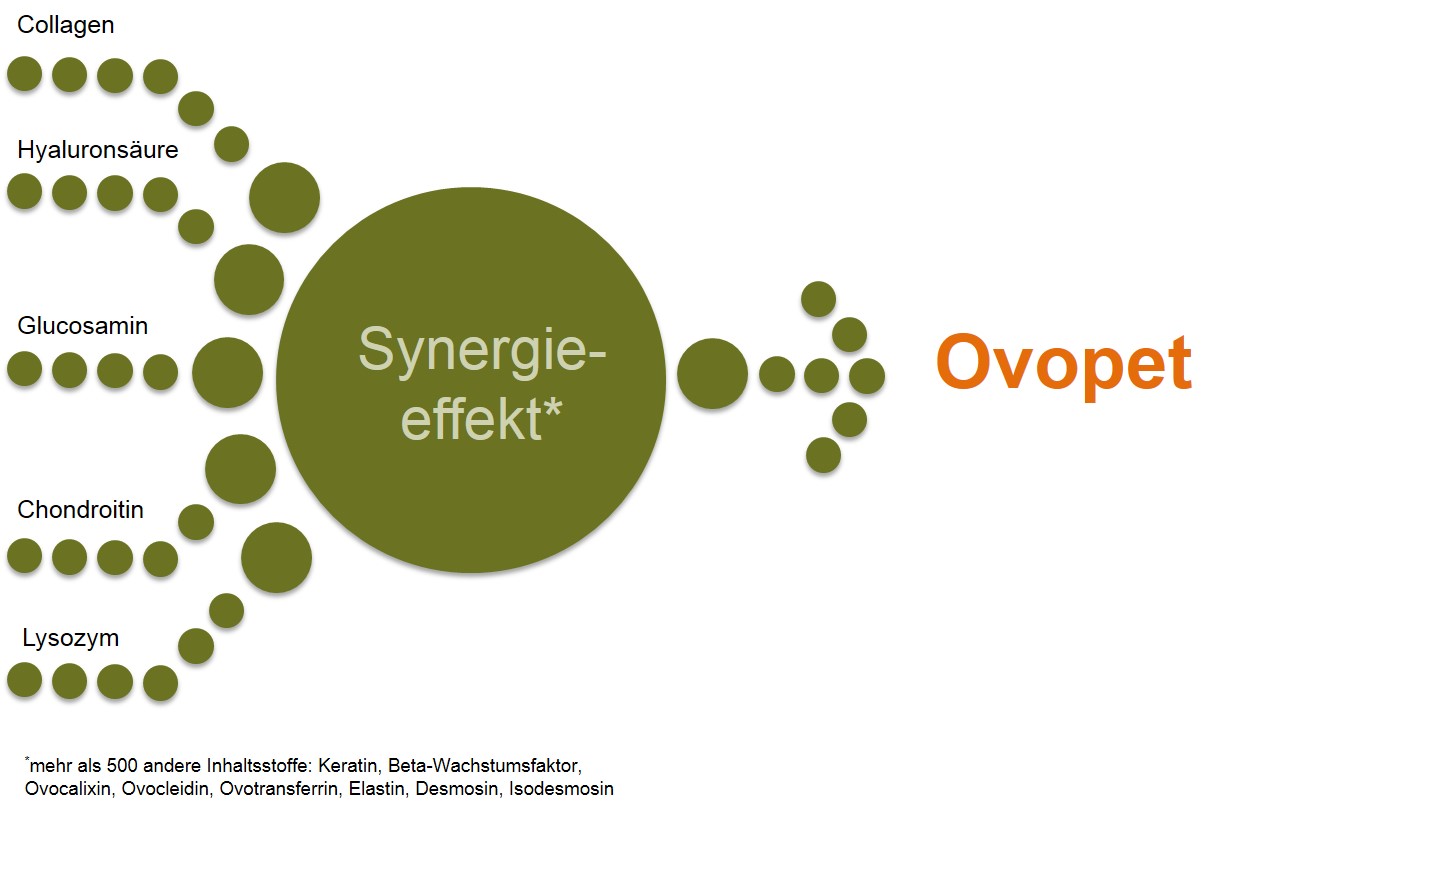 Collagen
Hyaluronsäure
Glucosamin
Chondroitin
Lysozym
Synergie-
effekt*
Ovopet
*mehr als 500 andere Inhaltsstoffe: Keratin, Beta-Wachstumsfaktor,
Ovocalixin, Ovocleidin, Ovotransferrin, Elastin, Desmosin, Isodesmosin